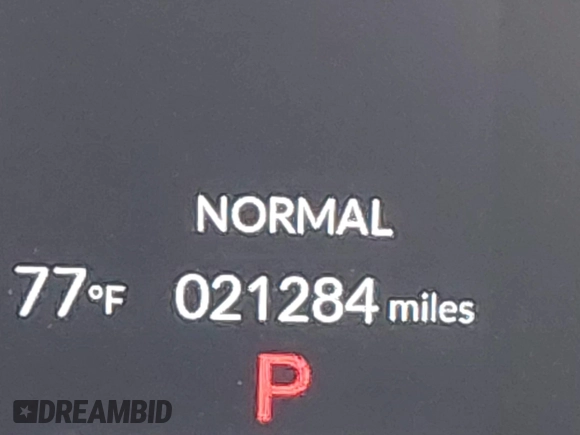 NORMAL
77°F 021284 miles
P
DREAMBID